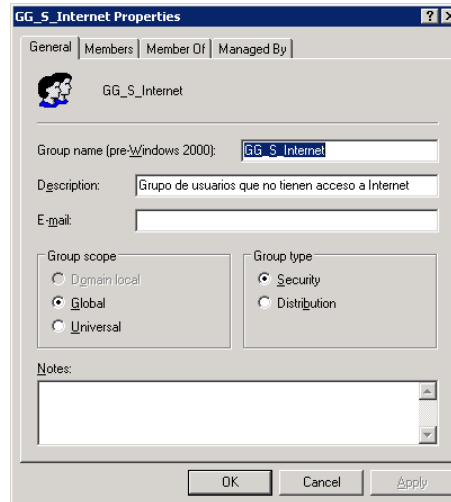 GG_S_Internet Properties
General Members Member Of Managed By
GG_S_Internet
Group name (pre-Windows 2000): GG_S_Internet
Description: Grupo de usuarios que no tienen acceso a Internet
E-mail:
Group scope
Domain local
Global
Universal
Group type
Security
Distribution
Notes:
OK Cancel Apply